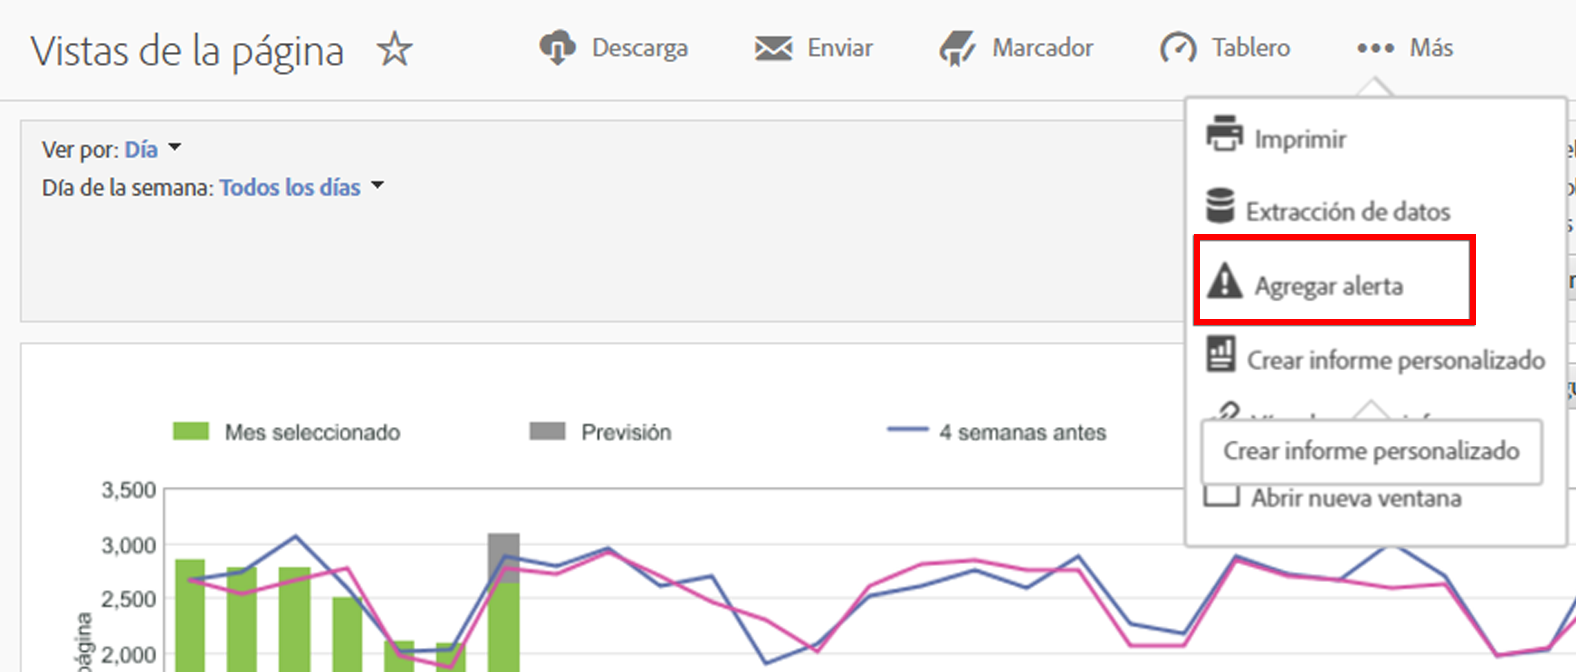 Vistas de la página
Descarga
Enviar
Marcador
Tablero
Más
Ver por: Día
Día de la semana: Todos los días
Imprimir
Extracción de datos
Agregar alerta
Crear informe personalizado
Crear informe personalizado
Abrir nueva ventana
Mes seleccionado
Previsión
4 semanas antes
3,500
3,000
2,500
2,000
página